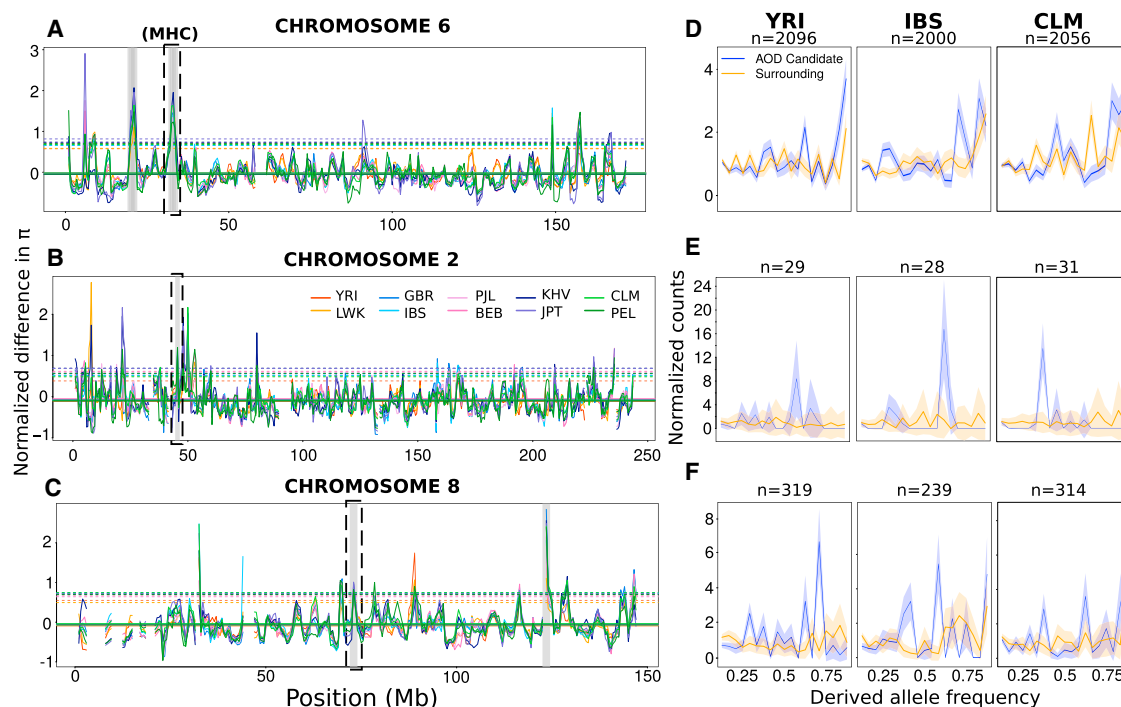 A
(MHC)
CHROMOSOME 6
3
2
1
0
0
50
100
150
B
CHROMOSOME 2
YRI
GBR
PJL
KHV
CLM
LWK
IBS
BEB
JPT
PEL
2
1
0
−1
0
50
100
150
200
250
Normalized difference in π
C
CHROMOSOME 8
2
1
0
-1
0
50
100
150
Position (Mb)
D
YRI
IBS
CLM
n=2096
n=2000
n=2056
AOD Candidate
Surrounding
4
2
0
E
n=29
n=28
n=31
24
20
16
12
8
4
0
Normalized counts
F
n=319
n=239
n=314
8
6
4
2
0
0.25
0.5
0.75
0.25
0.5
0.75
0.25
0.5
0.75
Derived allele frequency